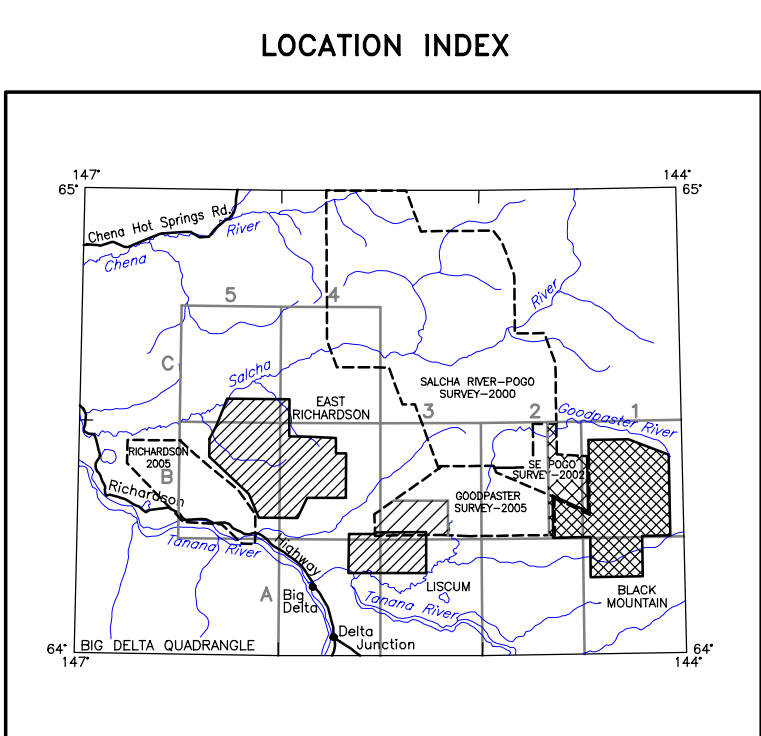 LOCATION INDEX
147°
144°
65°
65°
Chena Hot Springs Rd.
River
Chena
River
5
4
C
Salcha
SALCHA RIVER-POGO
SURVEY-2000
EAST
RICHARDSON
3
2
1
Goodpaster River
RICHARDSON
2005
B
SE POGO
SURVEY-2002
Richardson
GOODPASTER
SURVEY-2005
Tanana River
Highway
A
Big
Delta
LISCUM
Tanana River
BLACK
MOUNTAIN
Delta
Junction
BIG DELTA QUADRANGLE
64°
64°
147°
144°